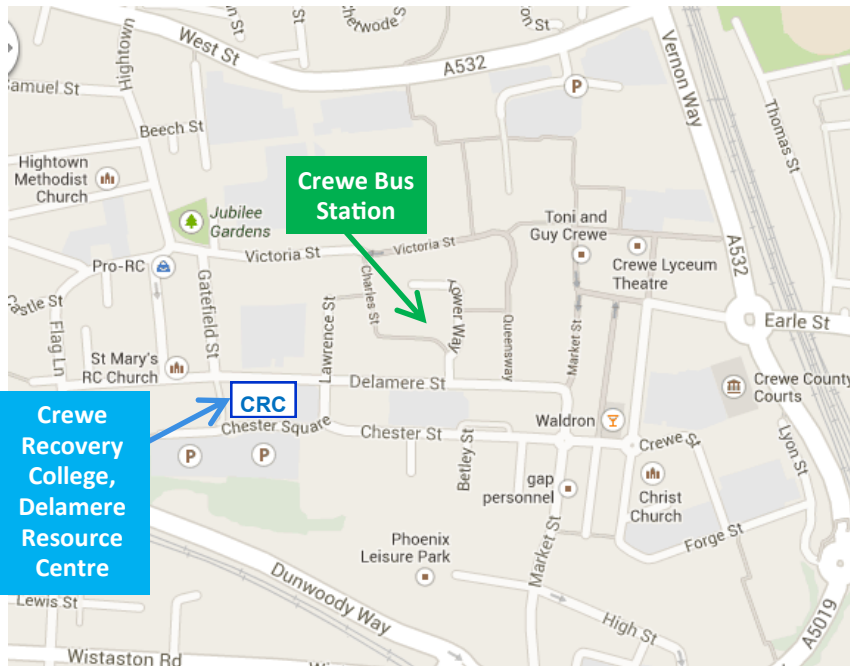 West St
A532
Vernon Way
Thomas St
Hightown
Beech St
Hightown
Methodist
Church
Jubilee
Gardens
Crewe Bus
Station
P
Toni and
Guy Crewe
Crewe Lyceum
Theatre
A532
Victoria St
Victoria St
Pro-RC
Gatefield St
Charles St
Lower Way
Queensway
Market St
Earle St
Flag Ln
Lawrence St
St Mary's
RC Church
Delamere St
Crewe County
Courts
CRC
Chester Square
Chester St
Waldron
Crewe St
Lyon St
Betley St
Crewe
Recovery
College,
Delamere
Resource
Centre
P
P
gap
personnel
Christ
Church
Forge St
Market St
Phoenix
Leisure Park
Dunwoody Way
High St
A5019
Lewis St
Wistaston Rd